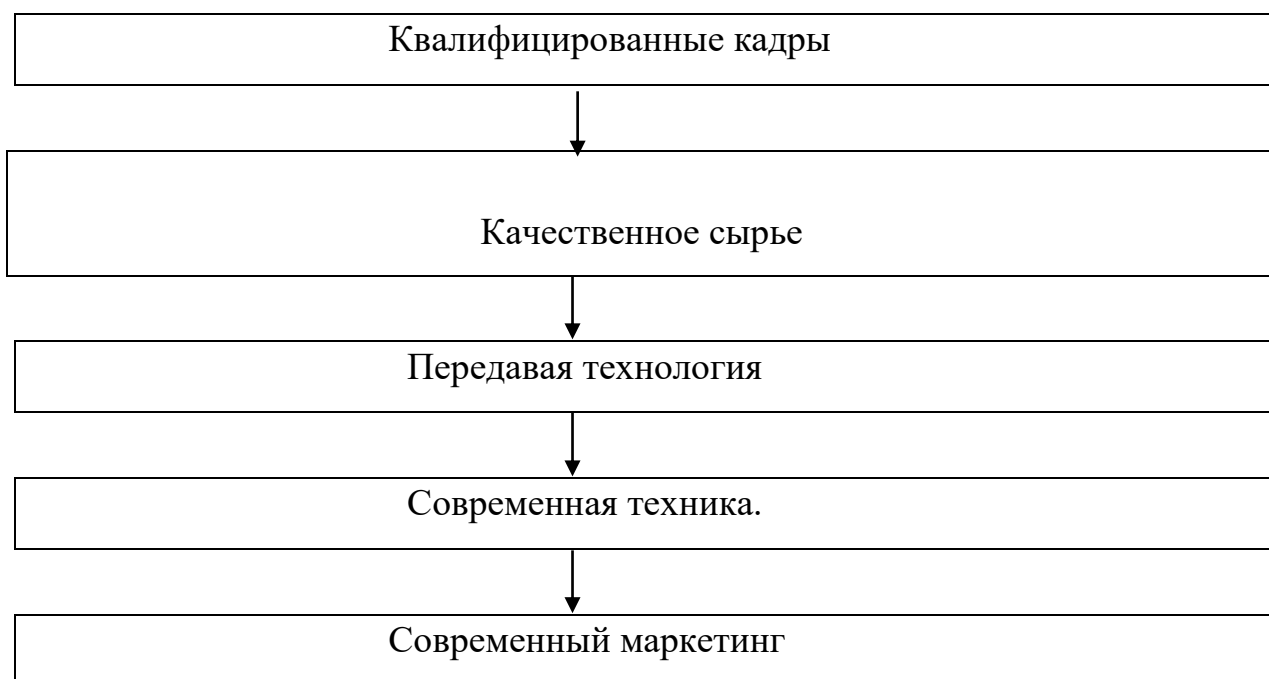 Квалифицированные кадры
Качественное сырье
Передавая технология
Современная техника.
Современный маркетинг